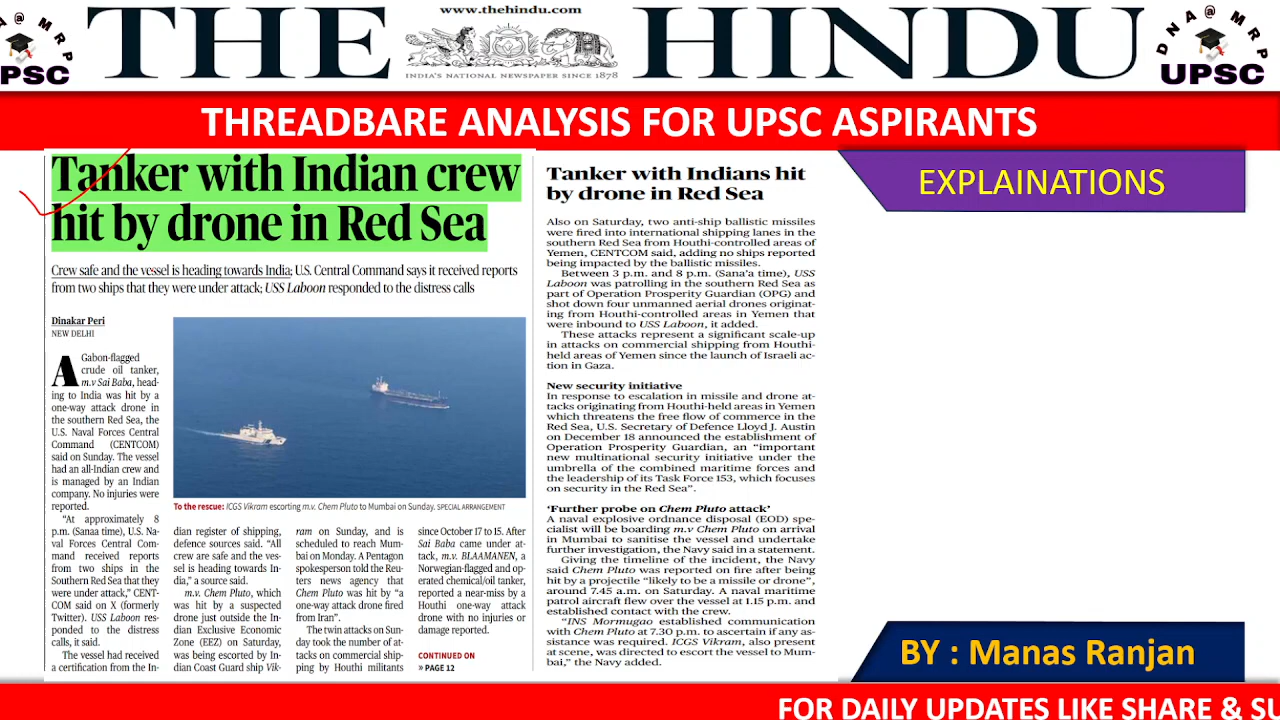 www.thehindu.com
THE HINDU
INDIA'S NATIONAL NEWSPAPER SINCE 1878
DNA@MRP
UPSC
THREADBARE ANALYSIS FOR UPSC ASPIRANTS
Tanker with Indian crew
hit by drone in Red Sea
Crew safe and the vessel is heading towards India; U.S. Central Command says it received reports
from two ships that they were under attack; USS Laboon responded to the distress calls
Dinakar Peri
NEW DELHI
A Gabon-flagged
crude oil tanker,
m.v Sai Baba, head-
ing to India was hit by a
one-way attack drone in
the southern Red Sea, the
U.S. Naval Forces Central
Command (CENTCOM)
said on Sunday. The vessel
had an all-Indian crew and
is managed by an Indian
company. No injuries were
reported.
“At approximately 8
p.m. (Sanaa time), U.S. Na-
val Forces Central Com-
mand received reports
from two ships in the
Southern Red Sea that they
were under attack,” CENT-
COM said on X (formerly
Twitter). USS Laboon res-
ponded to the distress
calls, it said.
The vessel had received
a certification from the In-
To the rescue: ICGS Vikram escorting m.v. Chem Pluto to Mumbai on Sunday. SPECIAL ARRANGEMENT
dian register of shipping,
defence sources said. “All
crew are safe and the ves-
sel is heading towards In-
dia,” a source said.
m.v. Chem Pluto, which
was hit by a suspected
drone just outside the In-
dian Exclusive Economic
Zone (EEZ) on Saturday,
was being escorted by In-
dian Coast Guard ship Vik-
ram on Sunday, and is
scheduled to reach Mum-
bai on Monday. A Pentagon
spokesperson told the Reu-
ters news agency that
Chem Pluto was hit by “a
one-way attack drone fired
from Iran”.
The twin attacks on Sun-
day took the number of at-
tacks on commercial ship-
ping by Houthi militants
since October 17 to 15. After
Sai Baba came under at-
tack, m.v. BLAAMANEN, a
Norwegian-flagged and op-
erated chemical/oil tanker,
reported a near-miss by a
Houthi one-way attack
drone with no injuries or
damage reported.
CONTINUED ON
» PAGE 12
Tanker with Indians hit
by drone in Red Sea
Also on Saturday, two anti-ship ballistic missiles
were fired into international shipping lanes in the
southern Red Sea from Houthi-controlled areas of
Yemen, CENTCOM said, adding no ships reported
being impacted by the ballistic missiles.
Between 3 p.m. and 8 p.m. (Sana’a time), USS
Laboon was patrolling in the southern Red Sea as
part of Operation Prosperity Guardian (OPG) and
shot down four unmanned aerial drones originat-
ing from Houthi-controlled areas in Yemen that
were inbound to USS Laboon, it added.
These attacks represent a significant scale-up
in attacks on commercial shipping from Houthi-
held areas of Yemen since the launch of Israeli ac-
tion in Gaza.
New security initiative
In response to escalation in missile and drone at-
tacks originating from Houthi-held areas in Yemen
which threatens the free flow of commerce in the
Red Sea, U.S. Secretary of Defence Lloyd J. Austin
on December 18 announced the establishment of
Operation Prosperity Guardian, an “important
new multinational security initiative under the
umbrella of the combined maritime forces and
the leadership of its Task Force 153, which focuses
on security in the Red Sea”.
‘Further probe on Chem Pluto attack’
A naval explosive ordnance disposal (EOD) spe-
cialist will be boarding m.v Chem Pluto on arrival
in Mumbai to sanitise the vessel and undertake
further investigation, the Navy said in a statement.
Giving the timeline of the incident, the Navy
said Chem Pluto was reported on fire after being
hit by a projectile “likely to be a missile or drone”,
around 7.45 a.m. on Saturday. A naval maritime
patrol aircraft flew over the vessel at 1.15 p.m. and
established contact with the crew.
“INS Mormugao established communication
with Chem Pluto at 7.30 p.m. to ascertain if any as-
sistance was required. ICGS Vikram, also present
at scene, was directed to escort the vessel to Mum-
bai,” the Navy added.
EXPLAINATIONS
BY : Manas Ranjan
FOR DAILY UPDATES LIKE SHARE & SU